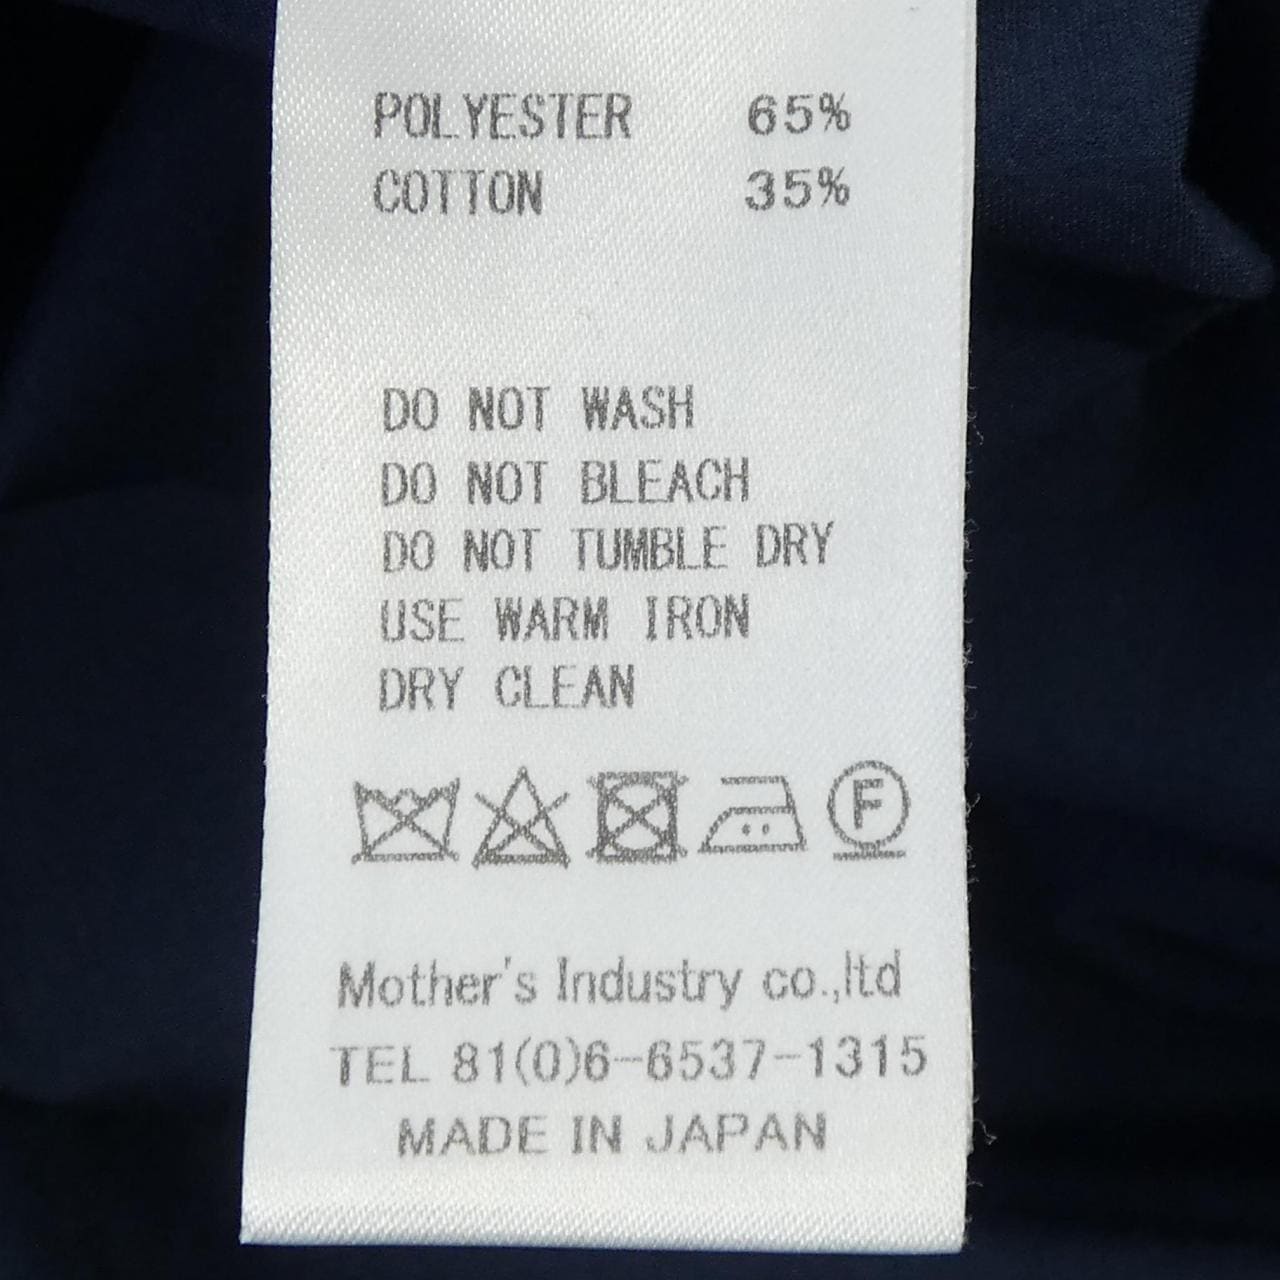 POLYESTER 65%
COTTON 35%
DO NOT WASH
DO NOT BLEACH
DO NOT TUMBLE DRY
USE WARM IRON
DRY CLEAN
F
Mother's Industry co.,ltd
TEL 81(0)6-6537-1315
MADE IN JAPAN